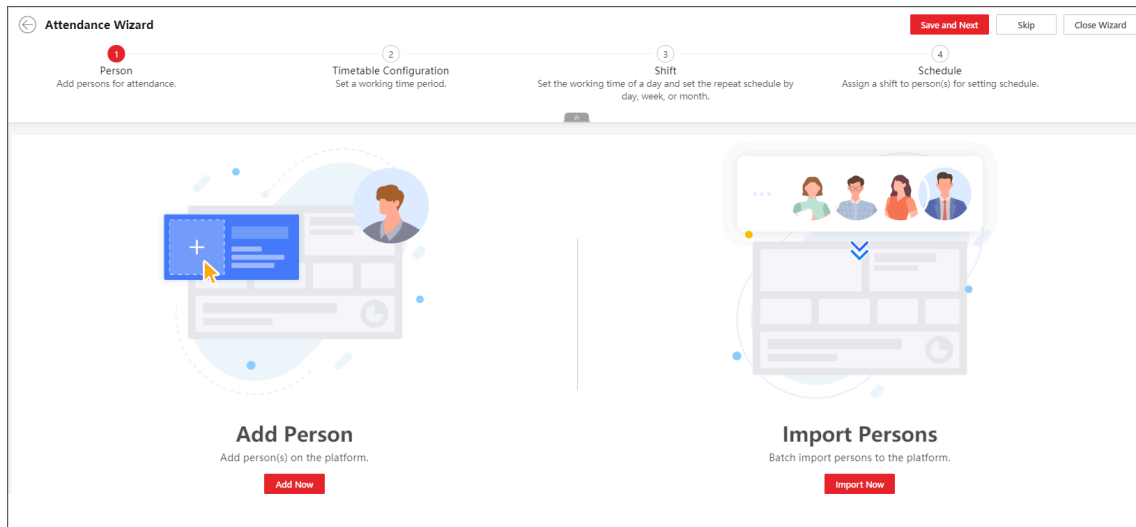 Attendance Wizard
Save and Next
Skip
Close Wizard
1
Person
Add persons for attendance.
2
Timetable Configuration
Set a working time period.
3
Shift
Set the working time of a day and set the repeat schedule by
day, week, or month.
4
Schedule
Assign a shift to person(s) for setting schedule.
Add Person
Add person(s) on the platform.
Add Now
Import Persons
Batch import persons to the platform.
Import Now